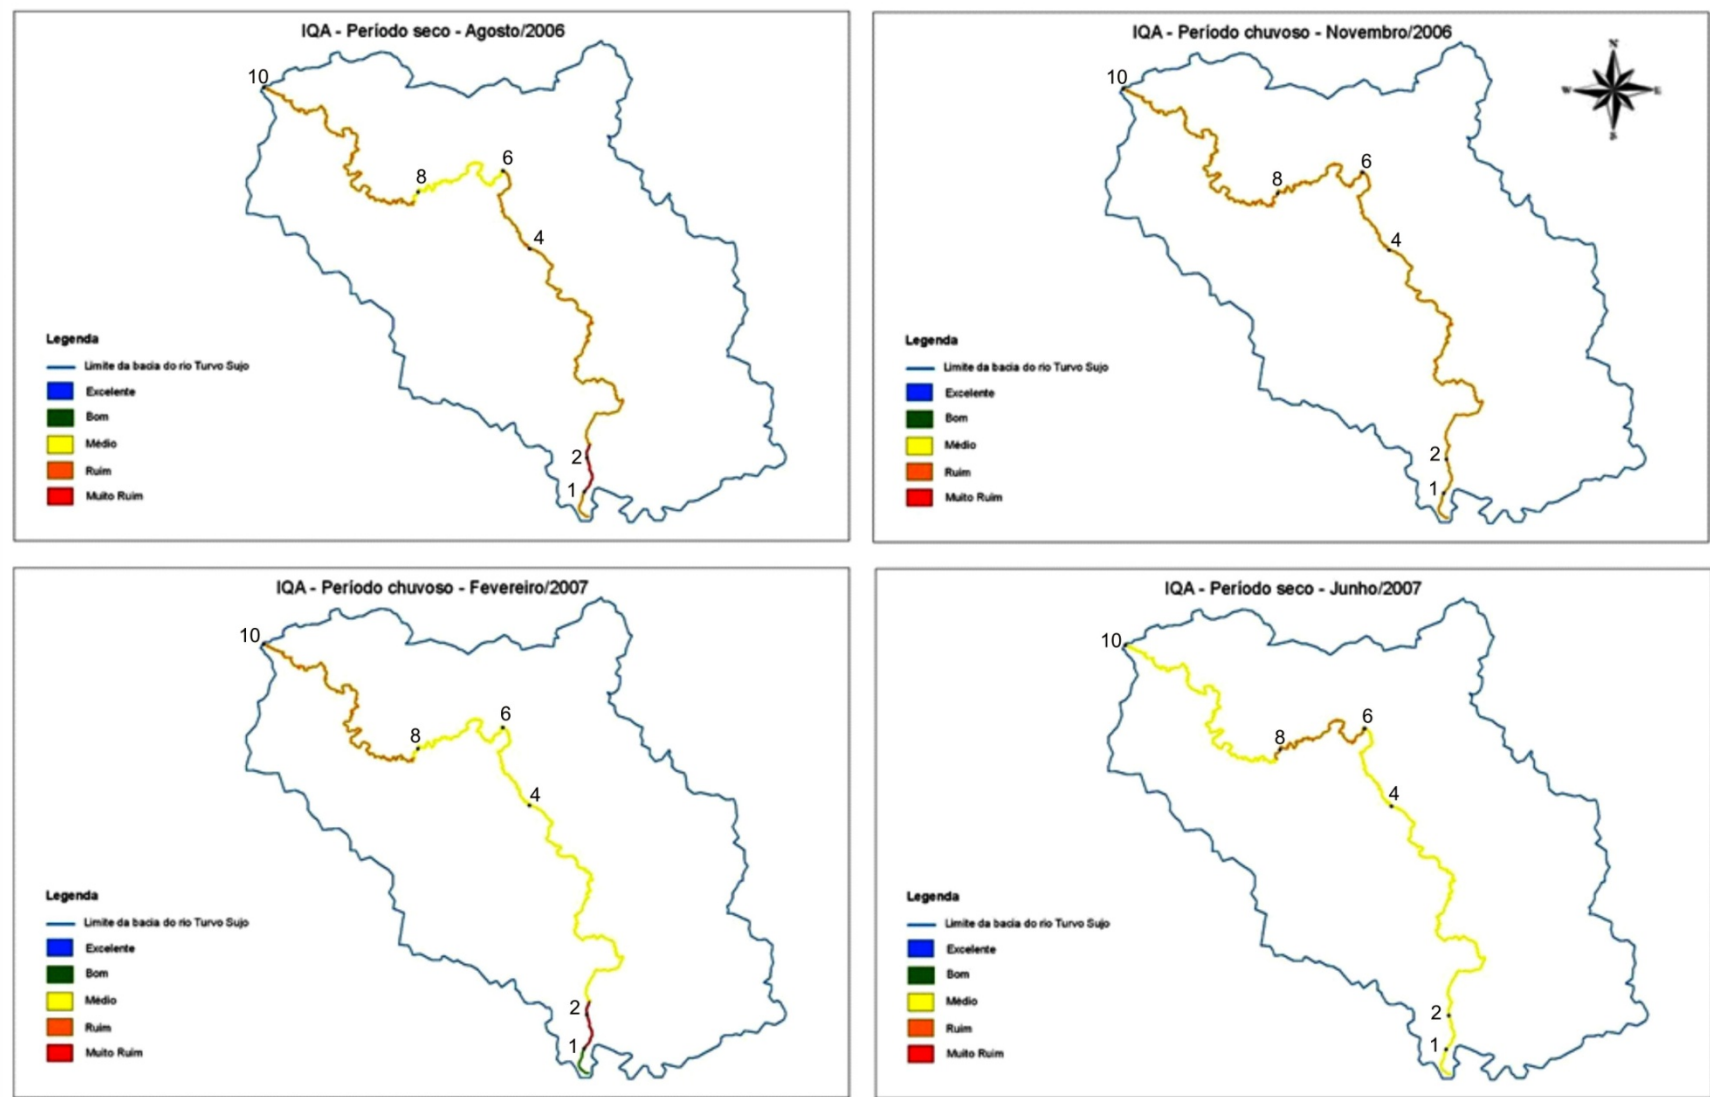 IQA - Período seco - Agosto/2006
10
6
8
4
2
1
Legenda
Limite da bacia do rio Turvo Sujo
Excelente
Bom
Médio
Ruim
Muito Ruim
IQA - Período chuvoso - Novembro/2006
N
W E
S
10
6
8
4
2
1
Legenda
Limite da bacia do rio Turvo Sujo
Excelente
Bom
Médio
Ruim
Muito Ruim
IQA - Período chuvoso - Fevereiro/2007
10
6
8
4
2
1
Legenda
Limite da bacia do rio Turvo Sujo
Excelente
Bom
Médio
Ruim
Muito Ruim
IQA - Período seco - Junho/2007
10
6
8
4
2
1
Legenda
Limite da bacia do rio Turvo Sujo
Excelente
Bom
Médio
Ruim
Muito Ruim